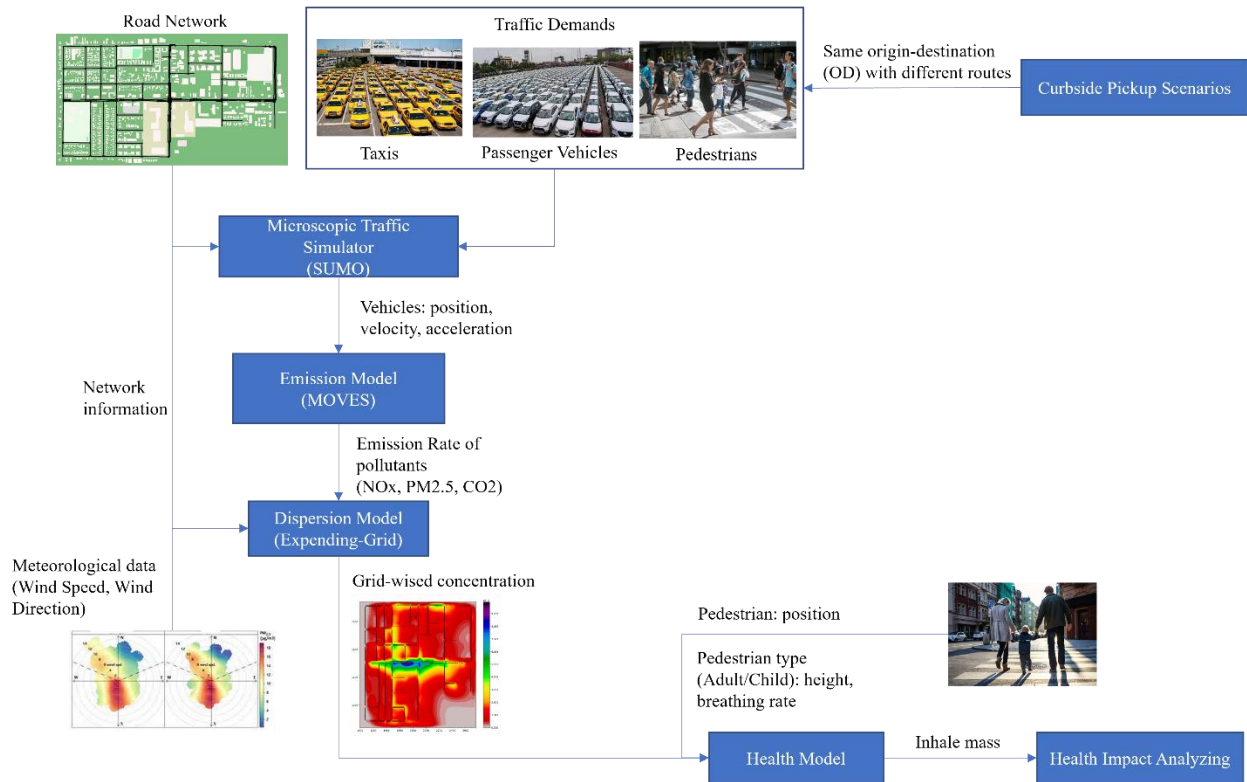 Road Network
Traffic Demands
Taxis
Passenger Vehicles
Pedestrians
Same origin-destination
(OD) with different routes
Curbside Pickup Scenarios
Microscopic Traffic
Simulator
(SUMO)
Vehicles: position,
velocity, acceleration
Network
information
Emission Model
(MOVES)
Emission Rate of
pollutants
(NOx, PM2.5, CO2)
Dispersion Model
(Expending-Grid)
Meteorological data
(Wind Speed, Wind
Direction)
Grid-wised concentration
Pedestrian: position
Pedestrian type
(Adult/Child): height,
breathing rate
Health Model
Inhale mass
Health Impact Analyzing